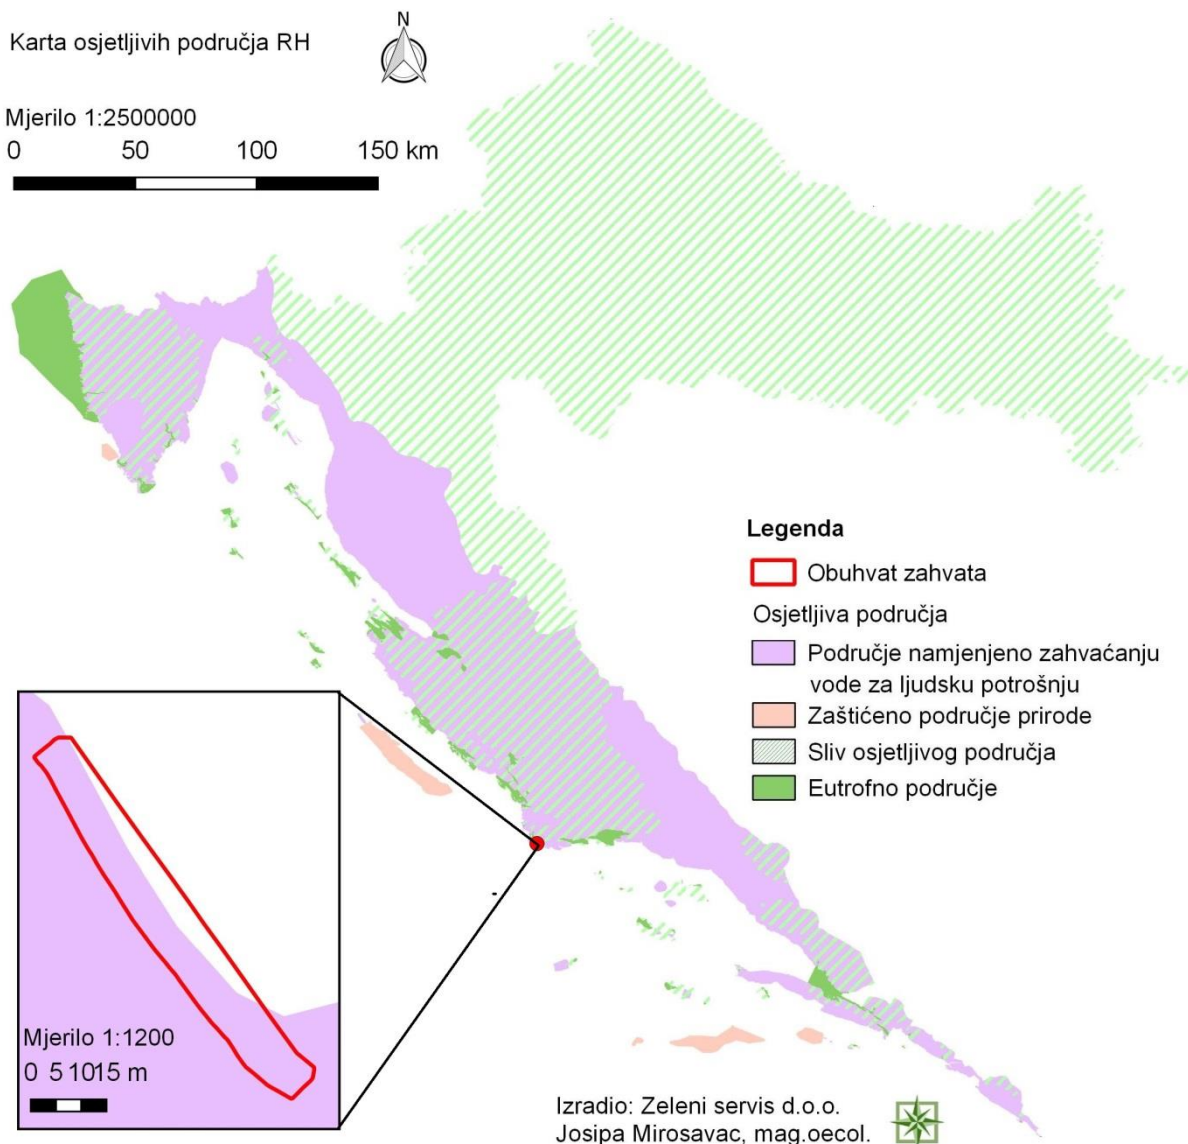 N
Karta osjetljivih područja RH
Mjerilo 1:2500000
0 50 100 150 km
Legenda
Obuhvat zahvata
Osjetljiva područja
Područje namjenjeno zahvaćanju
vode za ljudsku potrošnju
Zaštićeno područje prirode
Sliv osjetljivog područja
Eutrofno područje
Mjerilo 1:1200
0 5 1015 m
Izradio: Zeleni servis d.o.o.
Josipa Mirosavac, mag.oecol.